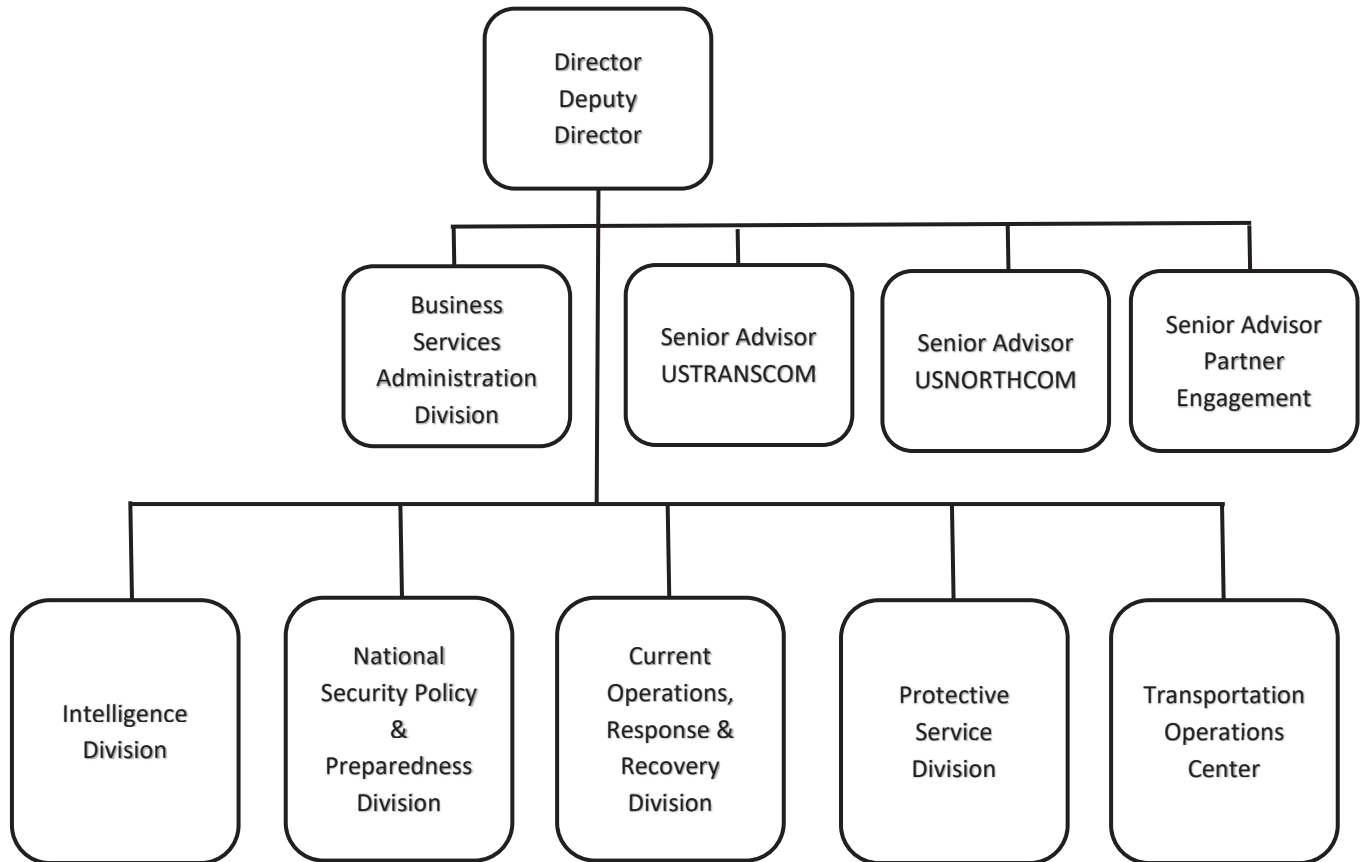 Director
Deputy
Director
Business
Services
Administration
Division
Senior Advisor
USTRANSCOM
Senior Advisor
USNORTHCOM
Senior Advisor
Partner
Engagement
Intelligence
Division
National
Security Policy
&
Preparedness
Division
Current
Operations,
Response &
Recovery
Division
Protective
Service
Division
Transportation
Operations
Center